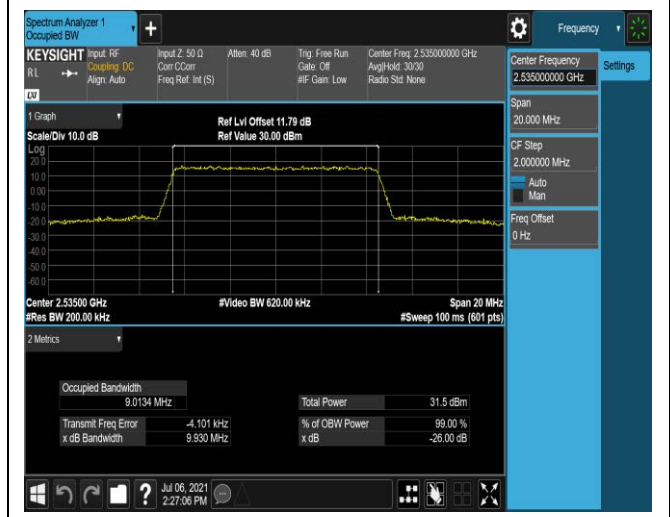 Spectrum Analyzer 1
Occupied BW
+
Frequency
KEYSIGHT
Input: RF
Coupling: DC
Align: Auto
Input Z: 50 Ω
Corr CCorr
Freq Ref: Int (S)
Atten: 40 dB
Trig: Free Run
Gate: Off
#IF Gain: Low
Center Freq: 2.535000000 GHz
Avg|Hold: 30/30
Radio Std: None
R L
LXI
1 Graph
Scale/Div 10.0 dB
Ref Lvl Offset 11.79 dB
Ref Value 30.00 dBm
Log
20.0
10.0
0.00
-10.0
-20.0
-30.0
-40.0
-50.0
-60.0
Center 2.53500 GHz
#Res BW 200.00 kHz
#Video BW 620.00 kHz
Span 20 MHz
#Sweep 100 ms (601 pts)
2 Metrics
Occupied Bandwidth
9.0134 MHz
Total Power 31.5 dBm
Transmit Freq Error -4.101 kHz
% of OBW Power 99.00 %
x dB Bandwidth 9.930 MHz
x dB -26.00 dB
?
Jul 06, 2021
2:27:06 PM
Center Frequency
2.535000000 GHz
Settings
Span
20.000 MHz
CF Step
2.000000 MHz
Auto
Man
Freq Offset
0 Hz